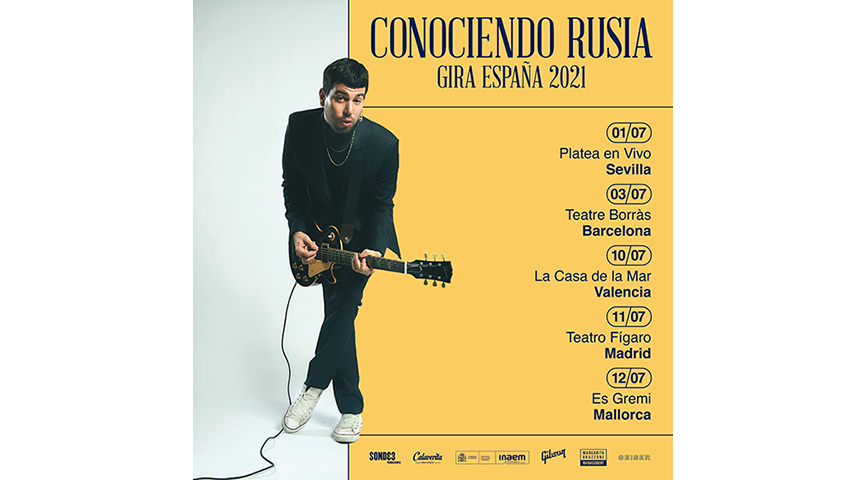 CONOCIENDO RUSIA
GIRA ESPAÑA 2021
01/07
Platea en Vivo
Sevilla
03/07
Teatre Borràs
Barcelona
10/07
La Casa de la Mar
Valencia
11/07
Teatro Fígaro
Madrid
12/07
Es Gremi
Mallorca
Calaverita
inaem
Gibson
MANAGEMENT